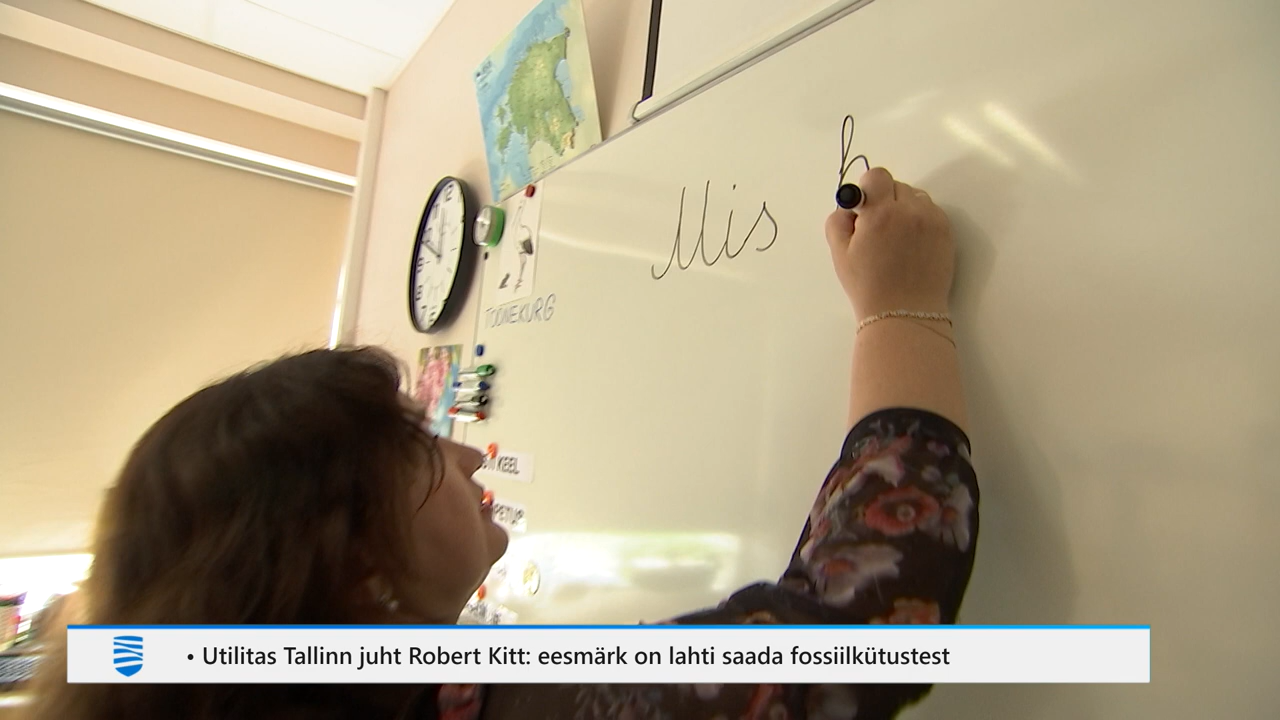 Mis
TOONEKURG
KEEL
• Utilitas Tallinn juht Robert Kitt: eesmärk on lahti saada fossiilkütustest